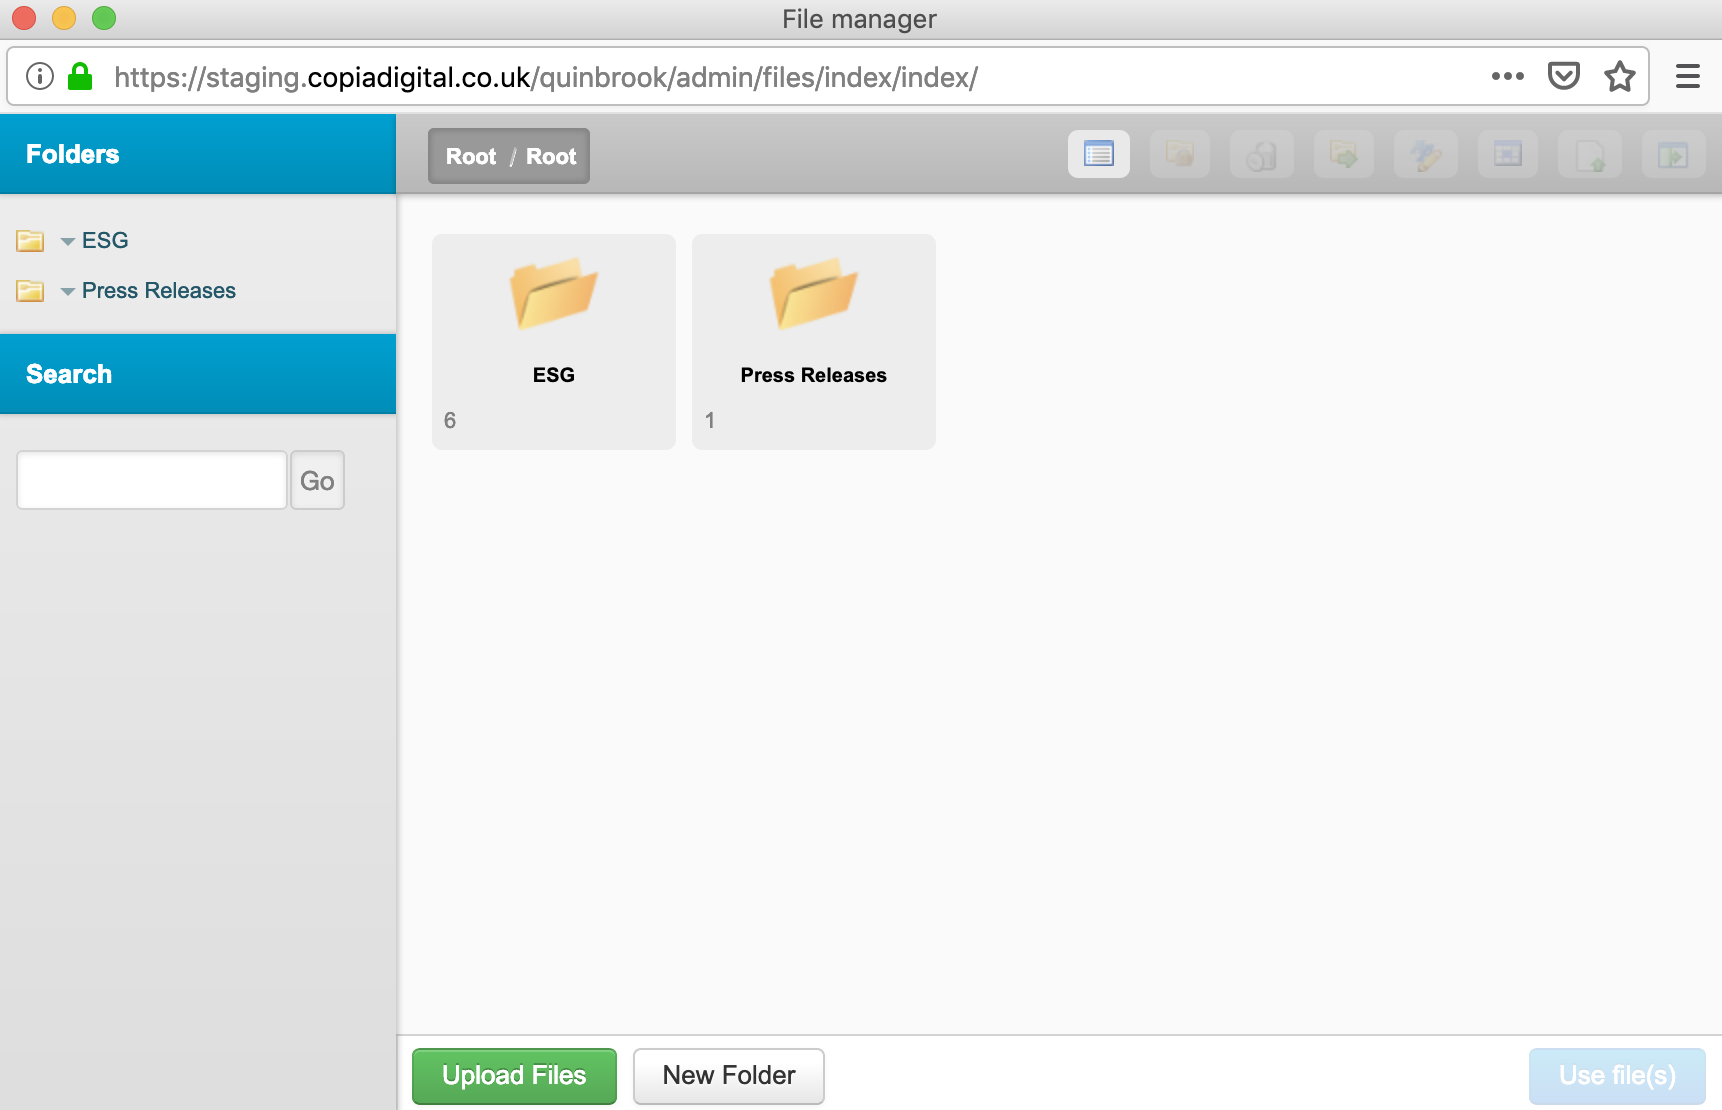 File manager
https://staging.copiadigital.co.uk/quinbrook/admin/files/index/index/
Folders
Root / Root
ESG
Press Releases
Search
Go
ESG
6
Press Releases
1
Upload Files
New Folder
Use file(s)